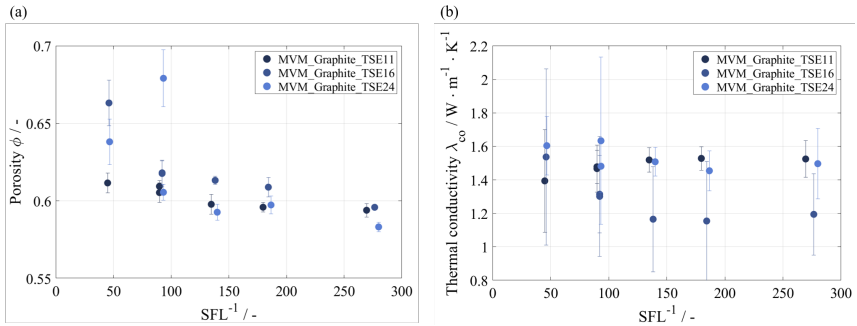 (a)
0.7
0.65
0.6
0.55
Porosity ϕ / -
0
50
100
150
200
250
300
SFL⁻¹ / -
MVM_Graphite_TSE11
MVM_Graphite_TSE16
MVM_Graphite_TSE24
(b)
2.2
2
1.8
1.6
1.4
1.2
1
0.8
Thermal conductivity λco / W · m⁻¹ · K⁻¹
0
50
100
150
200
250
300
SFL⁻¹ / -
MVM_Graphite_TSE11
MVM_Graphite_TSE16
MVM_Graphite_TSE24